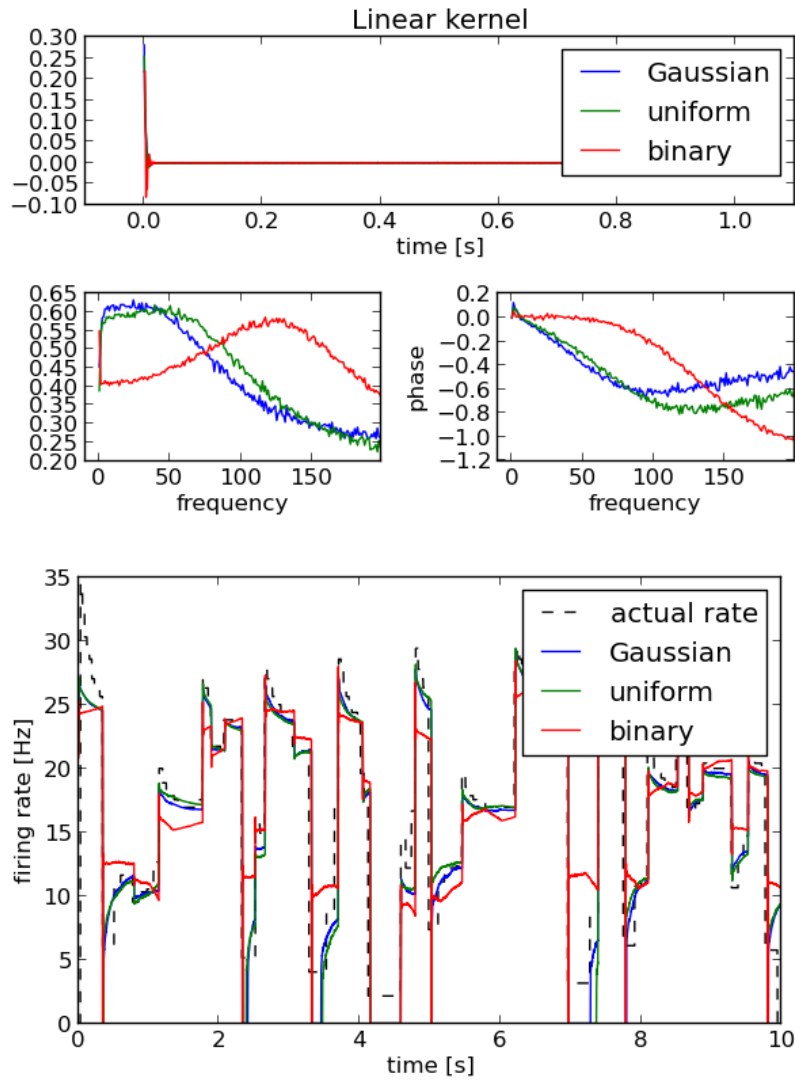 Linear kernel
0.30
0.25
0.20
0.15
0.10
0.05
0.00
−0.05
−0.10
Gaussian
uniform
binary
0.0 0.2 0.4 0.6 0.8 1.0
time [s]
0.65
0.60
0.55
0.50
0.45
0.40
0.35
0.30
0.25
0.20
0 50 100 150
frequency
phase
0.2
0.0
−0.2
−0.4
−0.6
−0.8
−1.0
−1.2
0 50 100 150
frequency
firing rate [Hz]
35
30
25
20
15
10
5
0
actual rate
Gaussian
uniform
binary
0 2 4 6 8 10
time [s]